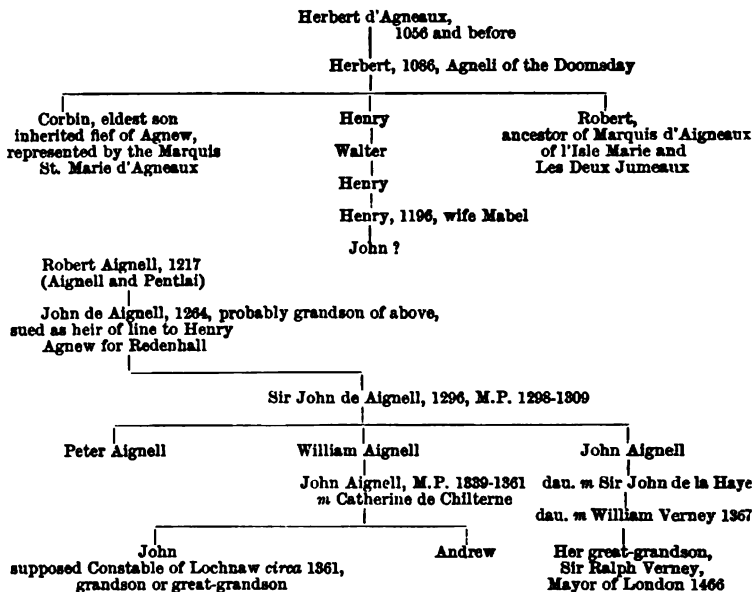 Herbert d'Agneaux,
1056 and before
Herbert, 1086, Agneli of the Doomsday
Corbin, eldest son
inherited fief of Agnew,
represented by the Marquis
St. Marie d'Agneaux
Henry
Walter
Henry
Henry, 1196, wife Mabel
John ?
Robert,
ancestor of Marquis d'Aigneaux
of l'Isle Marie and
Les Deux Jumeaux
Robert Aignell, 1217
(Aignell and Pentlai)
John de Aignell, 1264, probably grandson of above,
sued as heir of line to Henry
Agnew for Redenhall
Sir John de Aignell, 1296, M.P. 1298-1309
Peter Aignell
William Aignell
John Aignell, M.P. 1339-1361
m Catherine de Chilterne
John Aignell
dau. m Sir John de la Haye
dau. m William Verney 1367
John
supposed Constable of Lochnaw circa 1361,
grandson or great-grandson
Andrew
Her great-grandson,
Sir Ralph Verney,
Mayor of London 1466